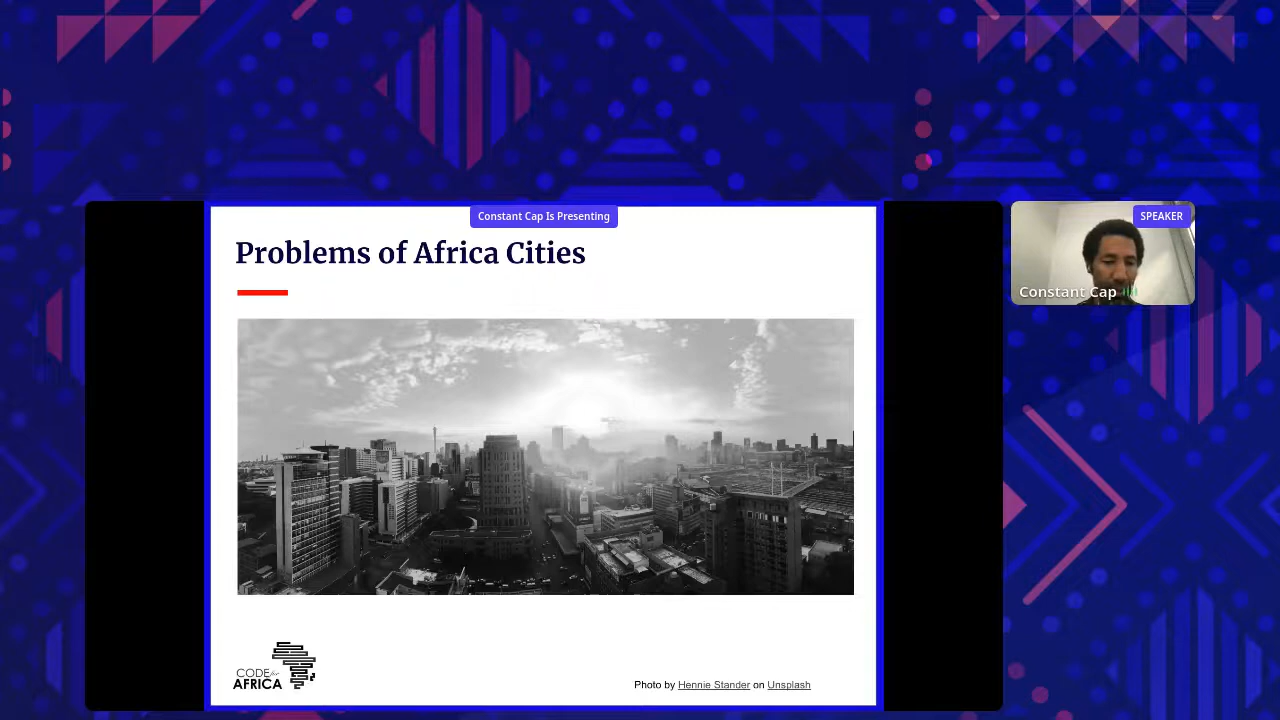 Constant Cap Is Presenting
SPEAKER
Problems of Africa Cities
Constant Cap
CODE for
AFRICA
Photo by Hennie Stander on Unsplash